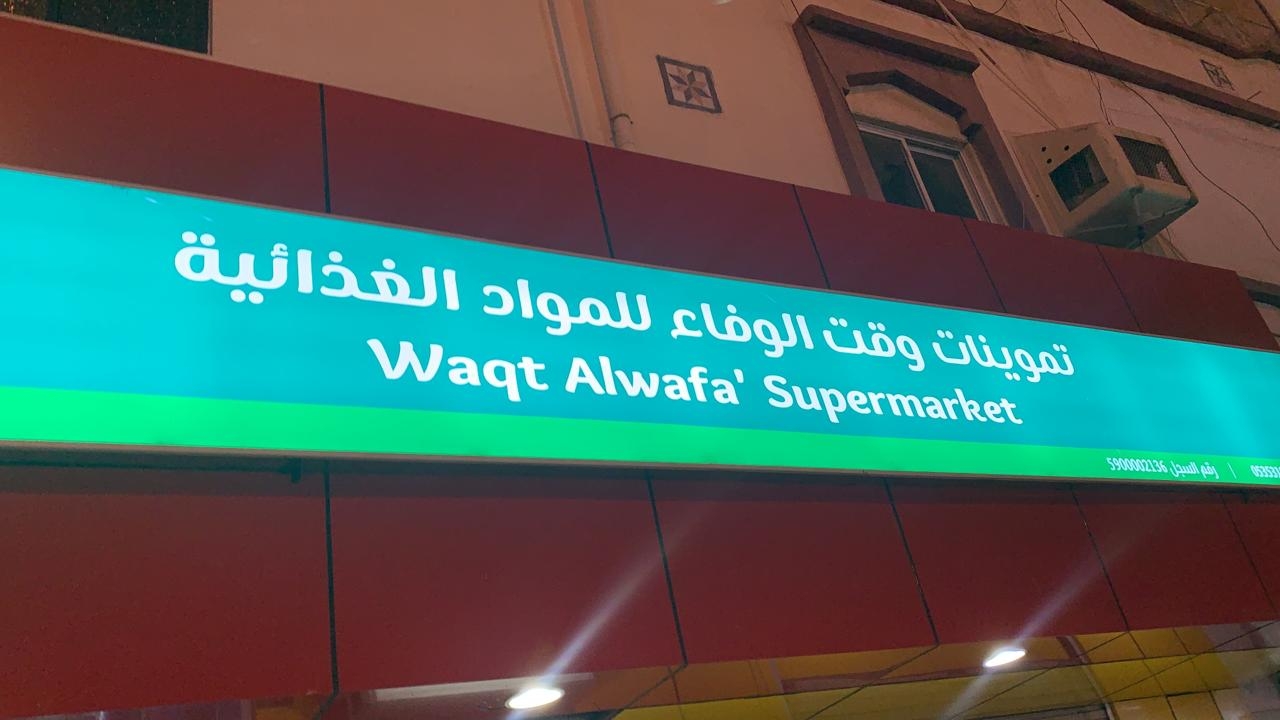 تموينات وقت الوفاء للمواد الغذائية
Waqt Alwafa' Supermarket
رقم السجل 5900002136 |